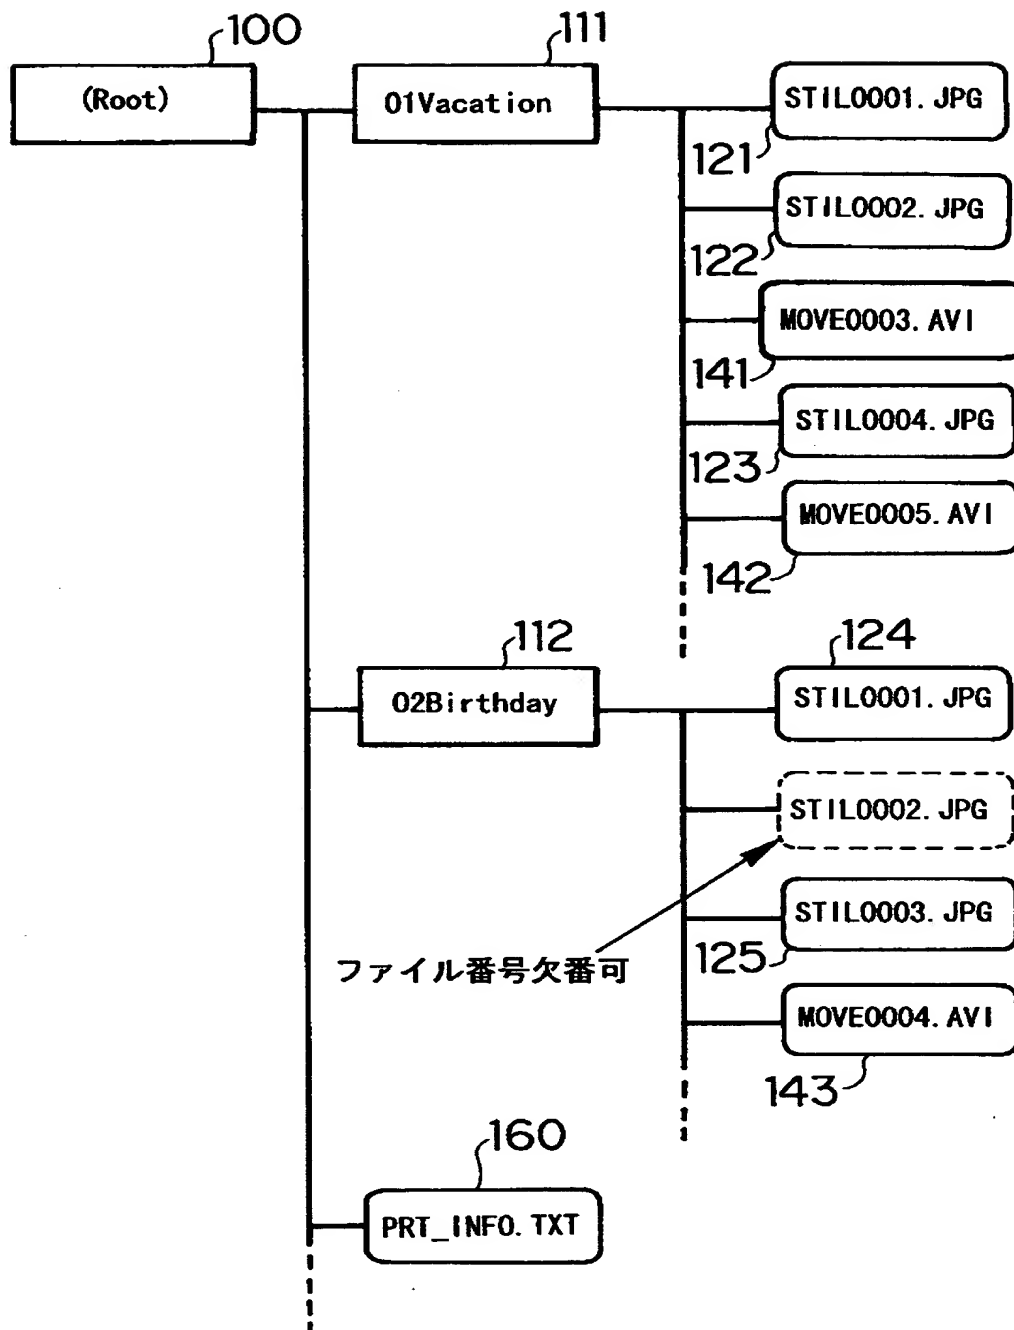 100
(Root)
111
01Vacation
STIL0001.JPG
121
STIL0002.JPG
122
MOVE0003.AVI
141
STIL0004.JPG
123
MOVE0005.AVI
142
112
02Birthday
124
STIL0001.JPG
STIL0002.JPG
ファイル番号欠番可
STIL0003.JPG
125
MOVE0004.AVI
143
160
PRT_INFO.TXT